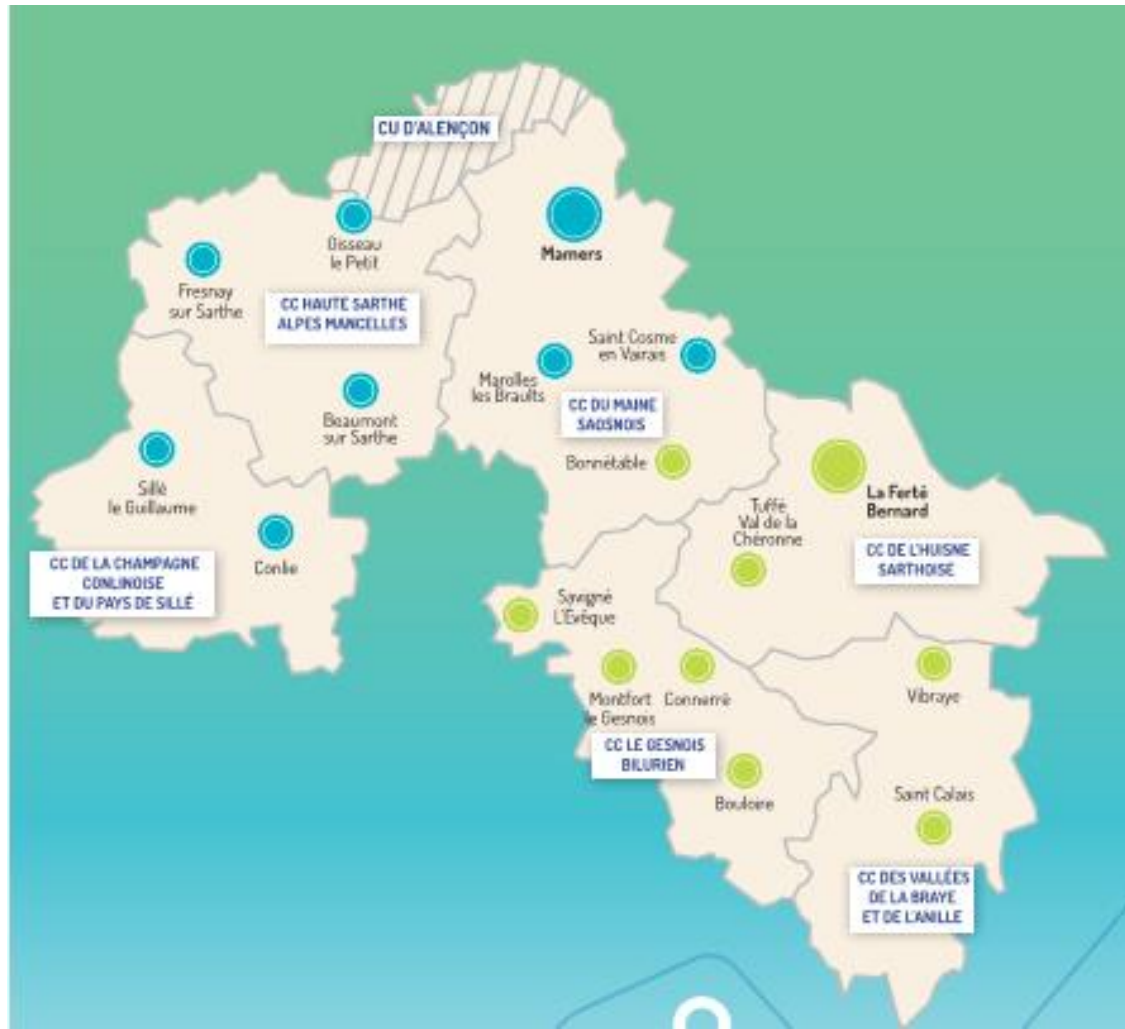 CU D'ALENÇON
Oisseau
le Petit
Mamers
Fresnay
sur Sarthe
CC HAUTE SARTHE
ALPES MANCELLES
Saint Cosme
en Vairais
Marolles
les Braults
CC DU MAINE
SAOSNOIS
Beaumont
sur Sarthe
Bonnétable
Sillé
le Guillaume
La Ferté
Bernard
Tuffé
Val de la
Chéronne
CC DE L'HUISNE
SARTHOISE
CC DE LA CHAMPAGNE
CONLINOISE
ET DU PAYS DE SILLÉ
Conlie
Savigné
L'Evêque
Montfort
le Gesnois
Connerré
Vibraye
CC LE GESNOIS
BILURIEN
Bouloire
Saint Calais
CC DES VALLÉES
DE LA BRAYE
ET DE L'ANILLE